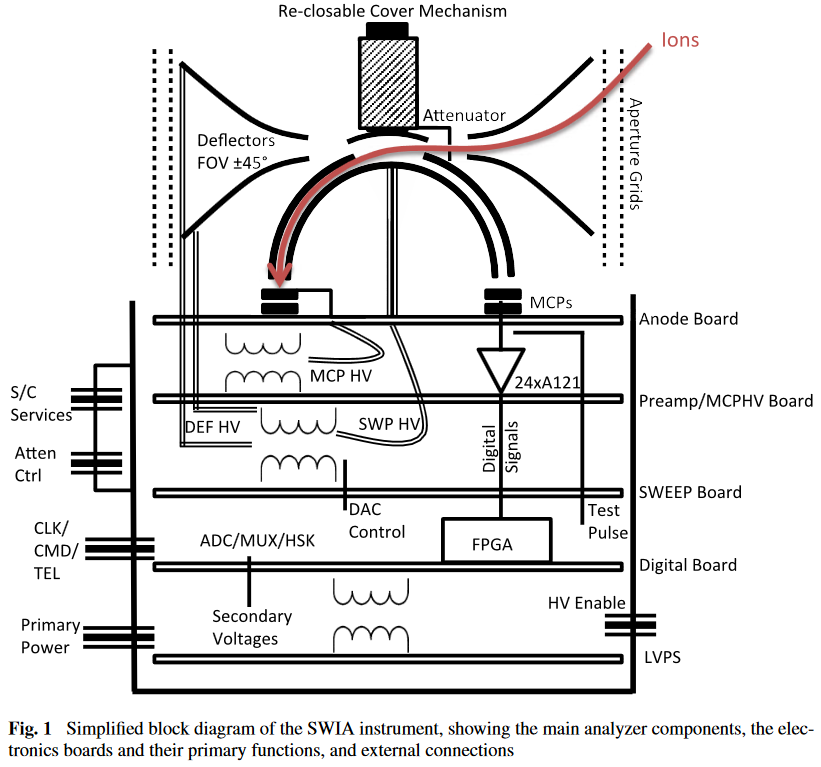 Re-closable Cover Mechanism
Ions
Attenuator
Deflectors
FOV ±45°
Aperture Grids
MCPs
Anode Board
MCP HV
24xA121
S/C
Services
Preamp/MCPHV Board
DEF HV
SWP HV
Digital
Signals
Atten
Ctrl
SWEEP Board
DAC
Control
Test
Pulse
CLK/
CMD/
TEL
ADC/MUX/HSK
FPGA
Digital Board
Secondary
Voltages
HV Enable
Primary
Power
LVPS
Fig. 1 Simplified block diagram of the SWIA instrument, showing the main analyzer components, the elec-
tronics boards and their primary functions, and external connections